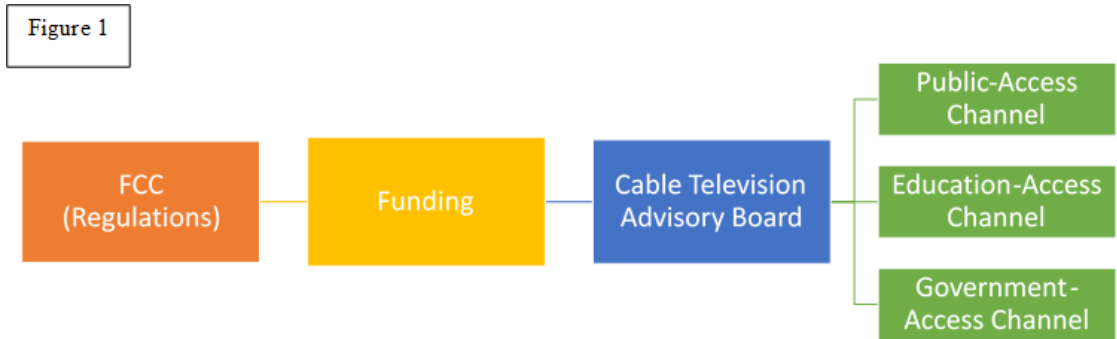 Figure 1
FCC
(Regulations)
Funding
Cable Television
Advisory Board
Public-Access
Channel
Education-Access
Channel
Government-
Access Channel